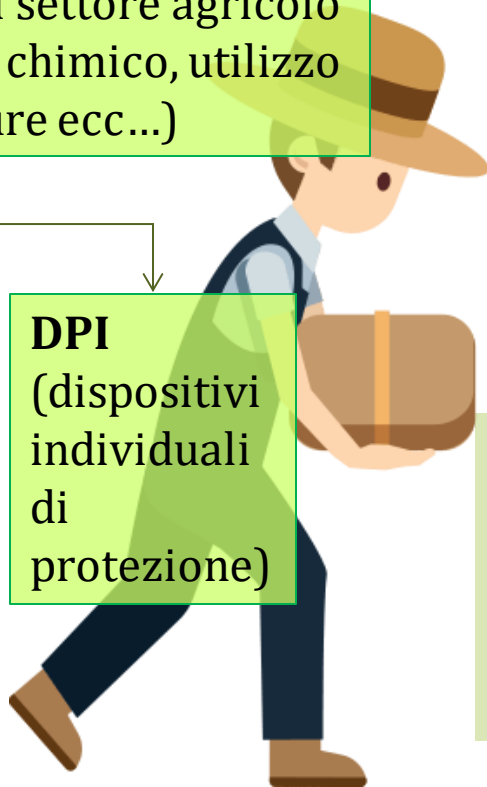 settore agricolo
chimico, utilizzo
ure ecc…)
DPI
(dispositivi
individuali
di
protezione)